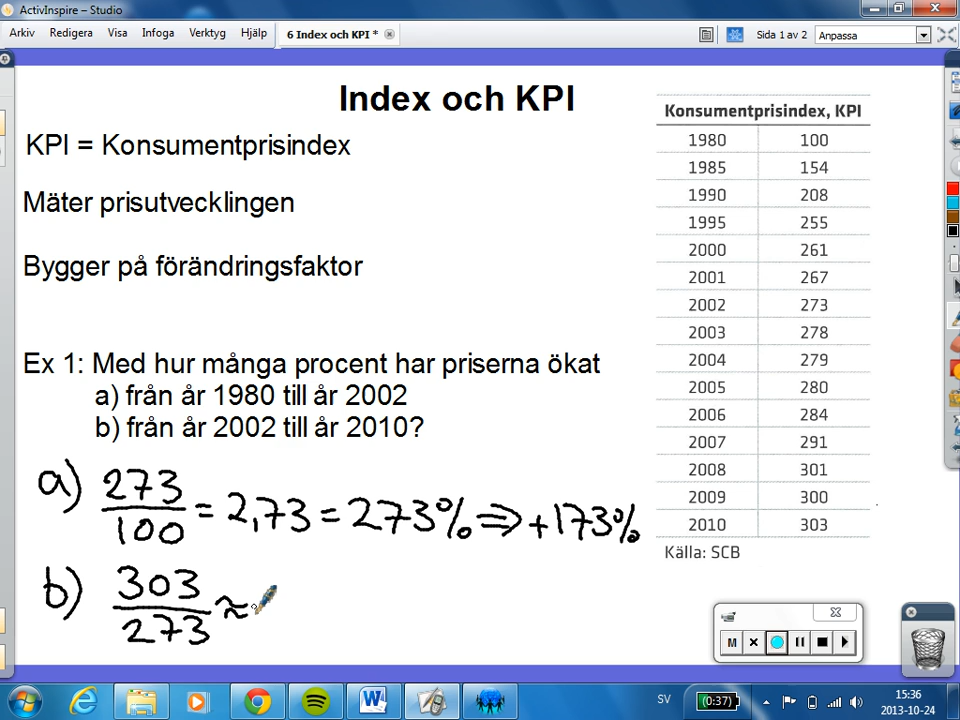 ActivInspire – Studio
Arkiv Redigera Visa Infoga Verktyg Hjälp
6 Index och KPI *
Sida 1 av 2
Anpassa
Index och KPI
KPI = Konsumentprisindex
Mäter prisutvecklingen
Bygger på förändringsfaktor
Ex 1: Med hur många procent har priserna ökat
a) från år 1980 till år 2002
b) från år 2002 till år 2010?
a) 273/100 = 2,73 = 273% ⇒ +173%
b) 303/273 ≈
Konsumentprisindex, KPI
1980 100
1985 154
1990 208
1995 255
2000 261
2001 267
2002 273
2003 278
2004 279
2005 280
2006 284
2007 291
2008 301
2009 300
2010 303
Källa: SCB
M
SV
(0:37)
15:36
2013-10-24